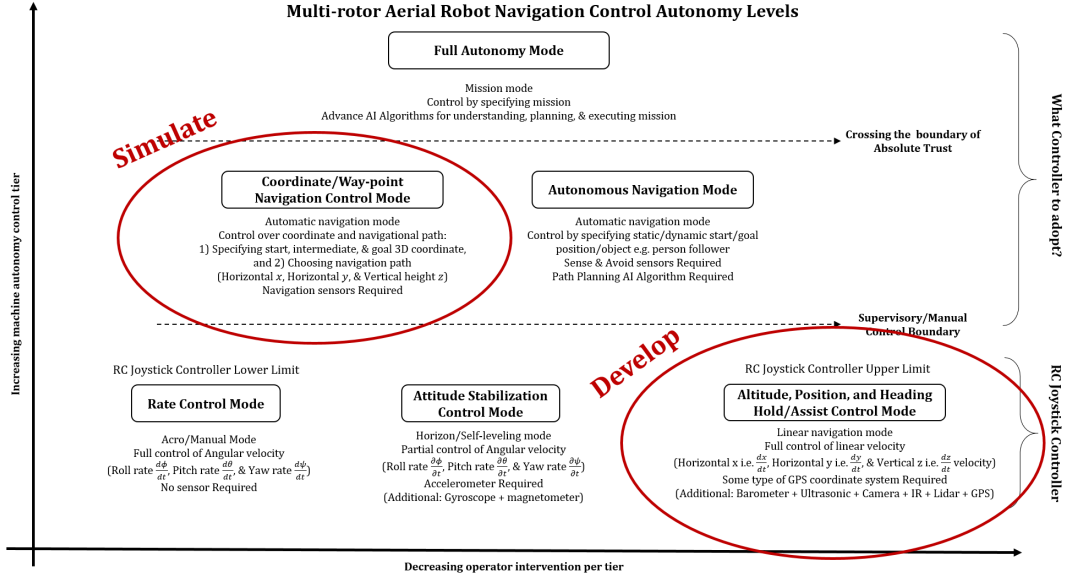 Multi-rotor Aerial Robot Navigation Control Autonomy Levels
Full Autonomy Mode
Mission mode
Control by specifying mission
Advance AI Algorithms for understanding, planning, & executing mission
Simulate
Crossing the boundary of
Absolute Trust
Coordinate/Way-point
Navigation Control Mode
Automatic navigation mode
Control over coordinate and navigational path:
1) Specifying start, intermediate, & goal 3D coordinate,
and 2) Choosing navigation path
(Horizontal x, Horizontal y, & Vertical height z)
Navigation sensors Required
Autonomous Navigation Mode
Automatic navigation mode
Control by specifying static/dynamic start/goal
position/object e.g. person follower
Sense & Avoid sensors Required
Path Planning AI Algorithm Required
What Controller to adopt?
Supervisory/Manual
Control Boundary
Develop
RC Joystick Controller Lower Limit
Rate Control Mode
Acro/Manual Mode
Full control of Angular velocity
(Roll rate dϕ/dt, Pitch rate dθ/dt, & Yaw rate dψ/dt)
No sensor Required
Attitude Stabilization
Control Mode
Horizon/Self-leveling mode
Partial control of Angular velocity
(Roll rate ∂ϕ/∂t, Pitch rate ∂θ/∂t, & Yaw rate ∂ψ/∂t)
Accelerometer Required
(Additional: Gyroscope + magnetometer)
RC Joystick Controller Upper Limit
Altitude, Position, and Heading
Hold/Assist Control Mode
Linear navigation mode
Full control of linear velocity
(Horizontal x i.e. dx/dt, Horizontal y i.e. dy/dt, & Vertical z i.e. dz/dt velocity)
Some type of GPS coordinate system Required
(Additional: Barometer + Ultrasonic + Camera + IR + Lidar + GPS)
RC Joystick Controller
Increasing machine autonomy control tier
Decreasing operator intervention per tier